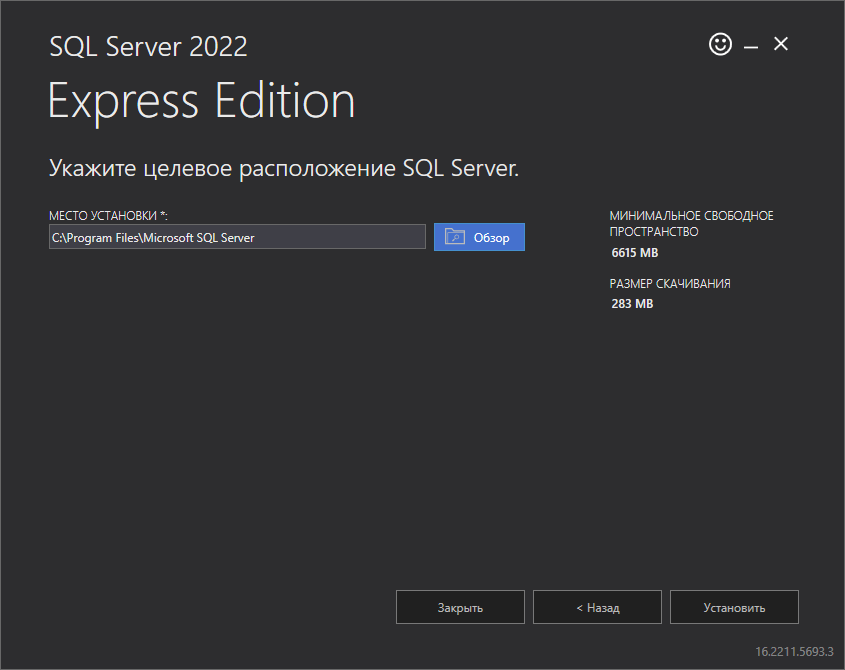 SQL Server 2022
Express Edition
Укажите целевое расположение SQL Server.
МЕСТО УСТАНОВКИ *:
C:\Program Files\Microsoft SQL Server
Обзор
МИНИМАЛЬНОЕ СВОБОДНОЕ
ПРОСТРАНСТВО
6615 MB
РАЗМЕР СКАЧИВАНИЯ
283 MB
Закрыть
< Назад
Установить
16.2211.5693.3